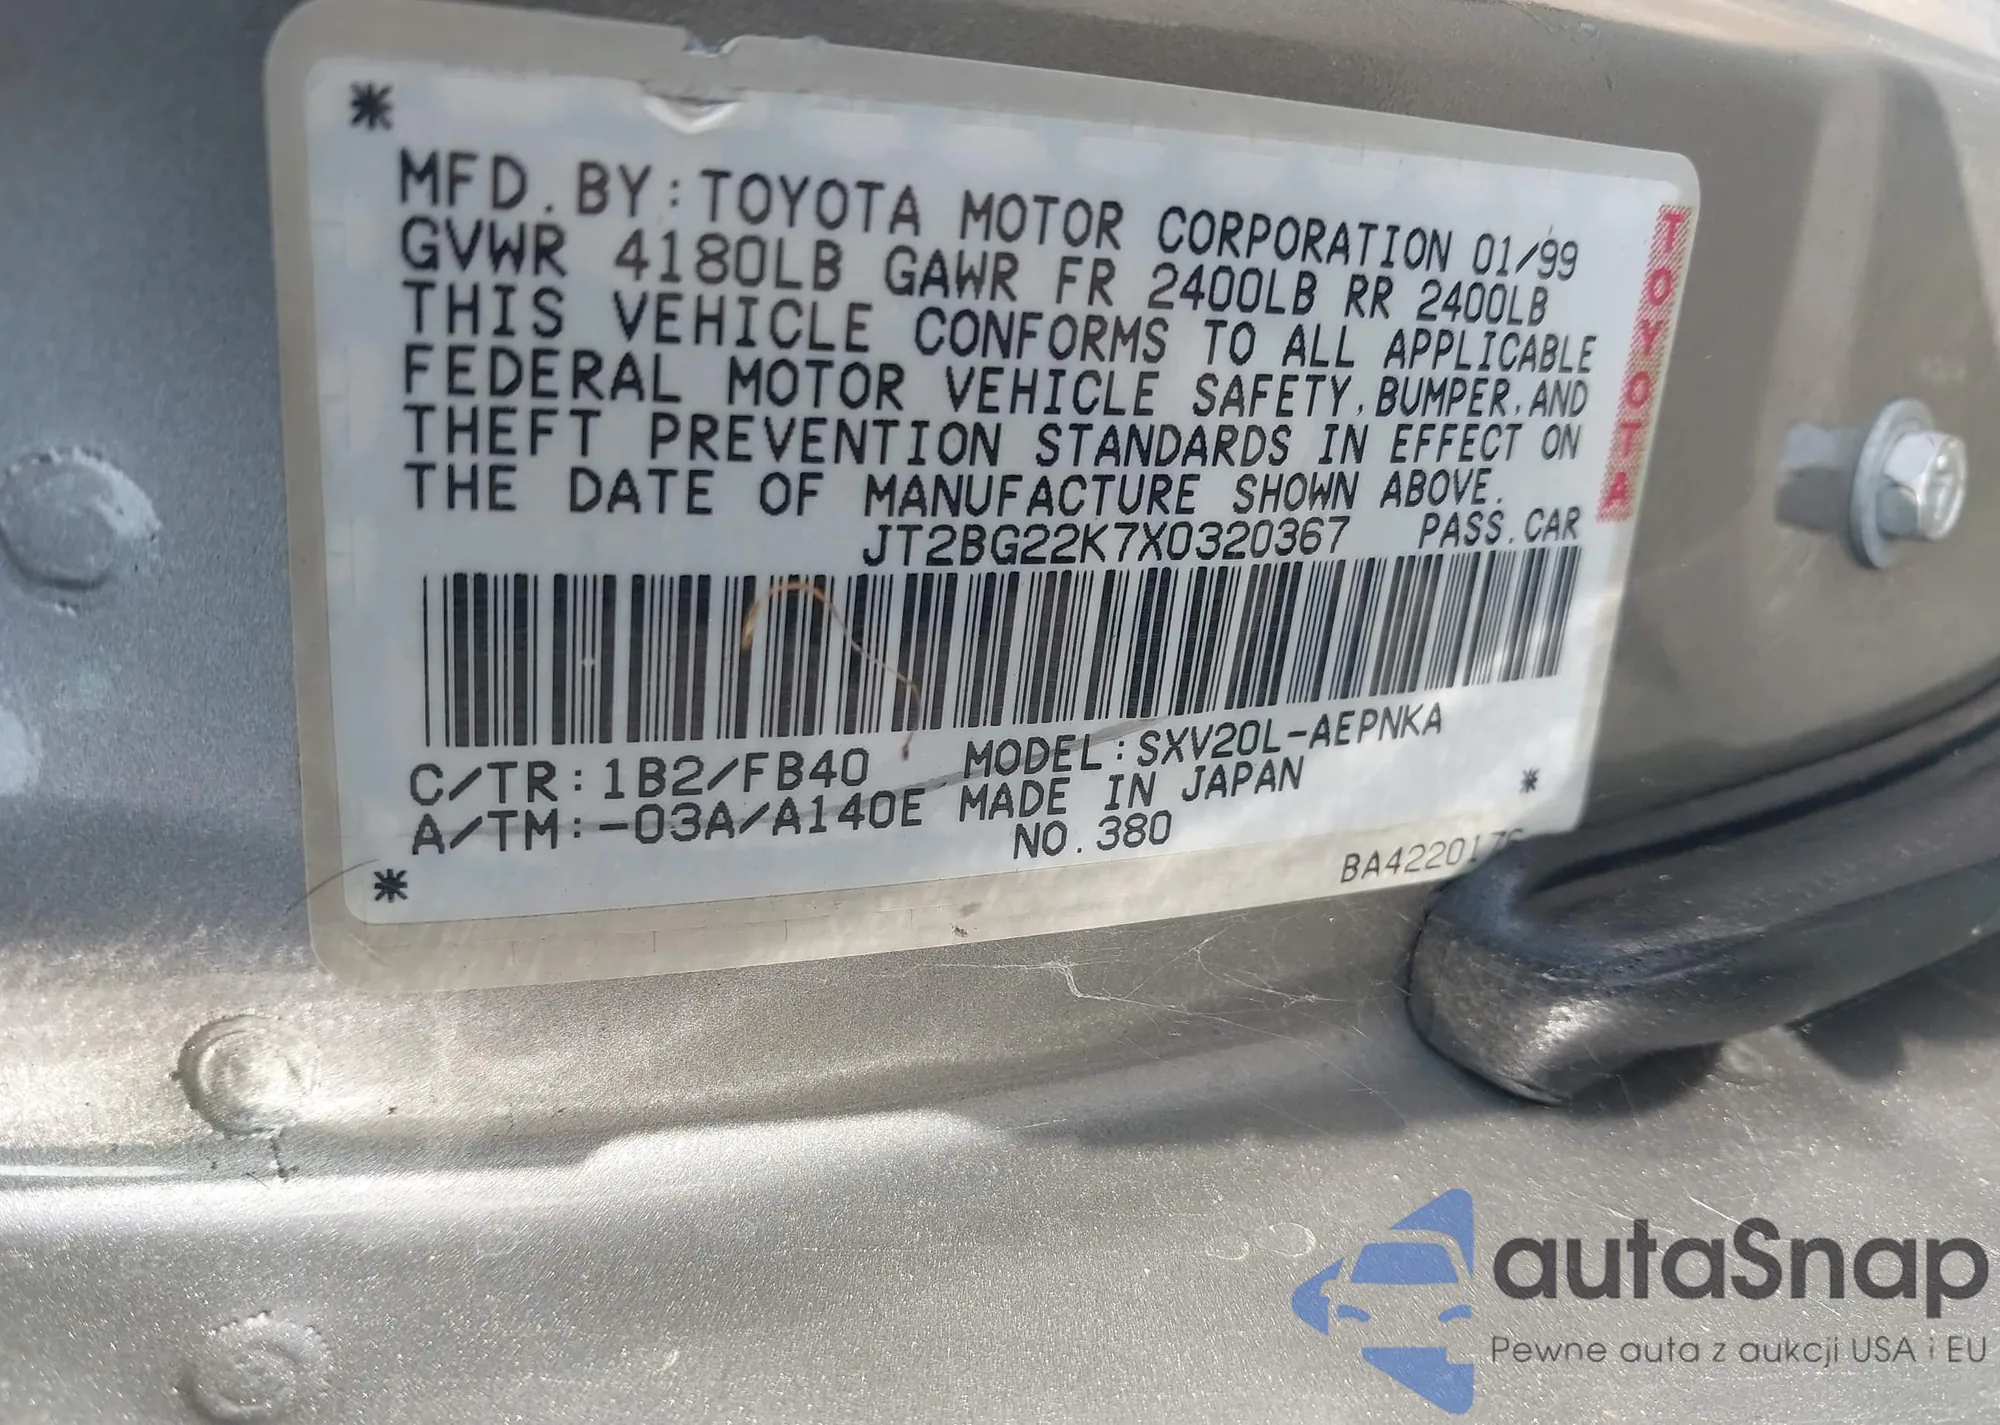 MFD.BY:TOYOTA MOTOR CORPORATION 01/99
GVWR 4180LB GAWR FR 2400LB RR 2400LB
THIS VEHICLE CONFORMS TO ALL APPLICABLE
FEDERAL MOTOR VEHICLE SAFETY,BUMPER,AND
THEFT PREVENTION STANDARDS IN EFFECT ON
THE DATE OF MANUFACTURE SHOWN ABOVE.
JT2BG22K7X0320367 PASS.CAR
C/TR:1B2/FB40 MODEL:SXV20L-AEPNKA
A/TM:-03A/A140E MADE IN JAPAN
NO.380
TOYOTA
autaSnap
Pewne auta z aukcji USA i EU